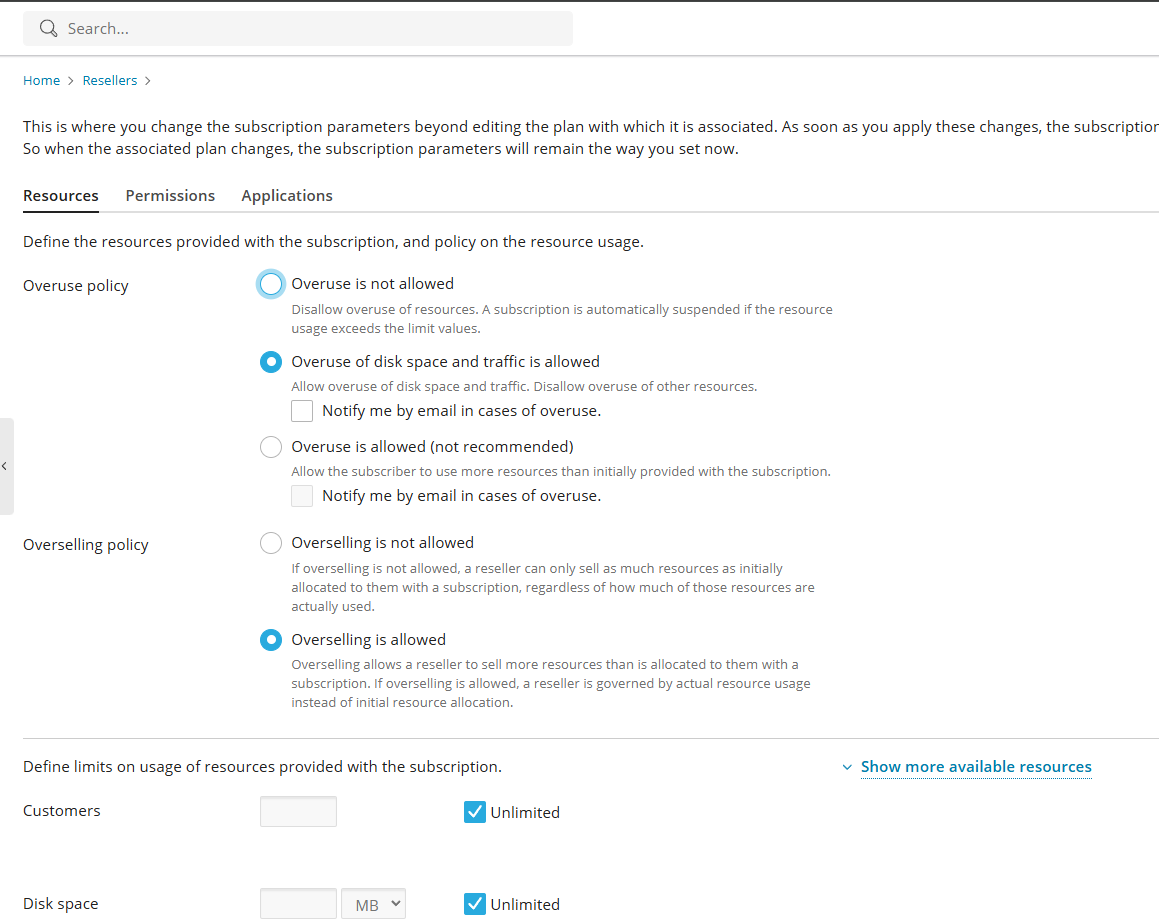 Search...
Home > Resellers >
This is where you change the subscription parameters beyond editing the plan with which it is associated. As soon as you apply these changes, the subscription
So when the associated plan changes, the subscription parameters will remain the way you set now.
Resources Permissions Applications
Define the resources provided with the subscription, and policy on the resource usage.
Overuse policy
Overuse is not allowed
Disallow overuse of resources. A subscription is automatically suspended if the resource
usage exceeds the limit values.
Overuse of disk space and traffic is allowed
Allow overuse of disk space and traffic. Disallow overuse of other resources.
Notify me by email in cases of overuse.
Overuse is allowed (not recommended)
Allow the subscriber to use more resources than initially provided with the subscription.
Notify me by email in cases of overuse.
Overselling policy
Overselling is not allowed
If overselling is not allowed, a reseller can only sell as much resources as initially
allocated to them with a subscription, regardless of how much of those resources are
actually used.
Overselling is allowed
Overselling allows a reseller to sell more resources than is allocated to them with a
subscription. If overselling is allowed, a reseller is governed by actual resource usage
instead of initial resource allocation.
Define limits on usage of resources provided with the subscription.
Show more available resources
Customers
Unlimited
Disk space
MB
Unlimited